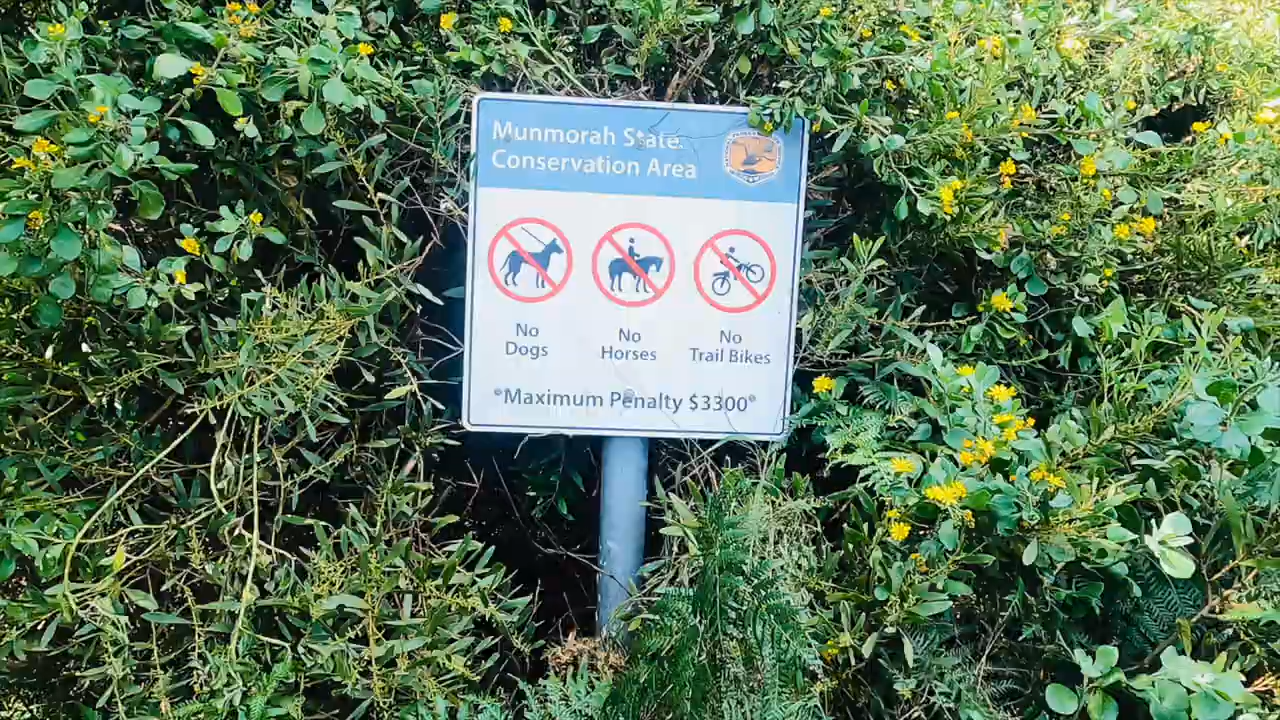 Munmorah State
Conservation Area
No
Dogs
No
Horses
No
Trail Bikes
*Maximum Penalty $3300*